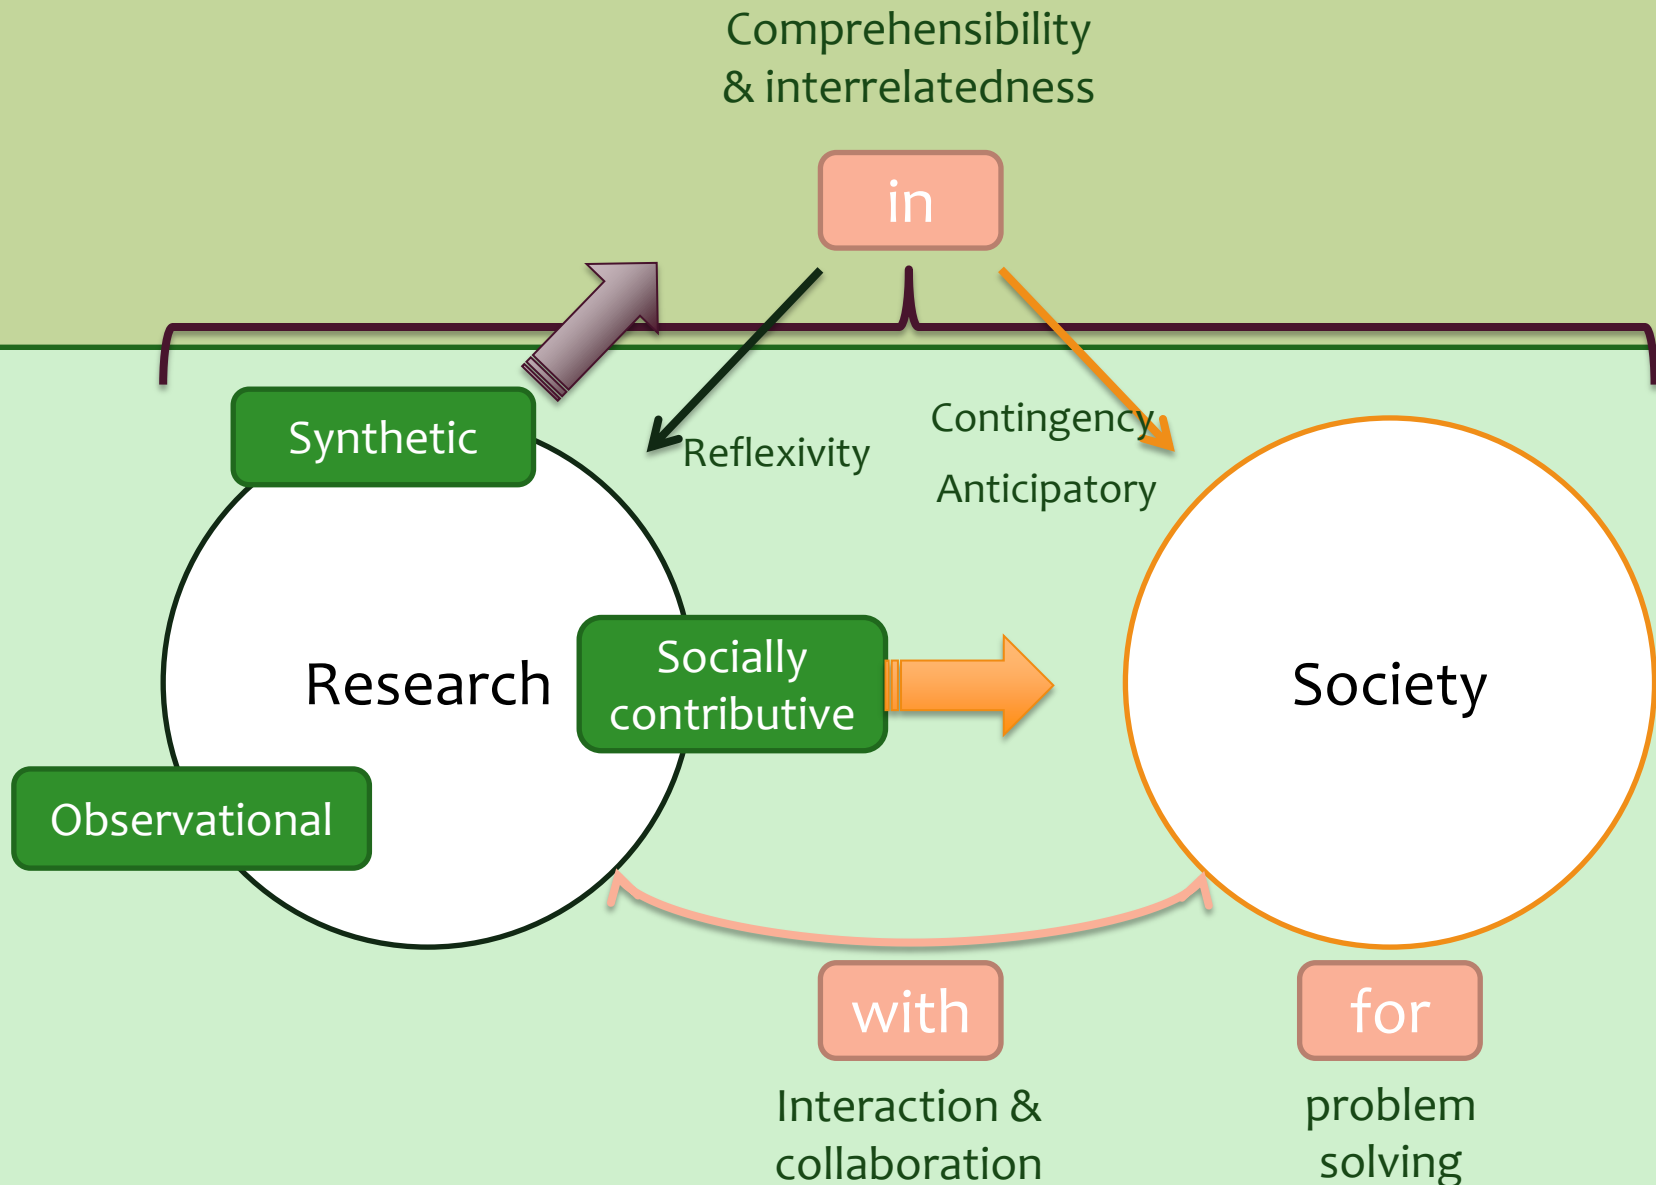 Comprehensibility
& interrelatedness
in
Synthetic
Reflexivity
Contingency
Anticipatory
Research
Socially
contributive
Society
Observational
with
for
Interaction &
collaboration
problem
solving